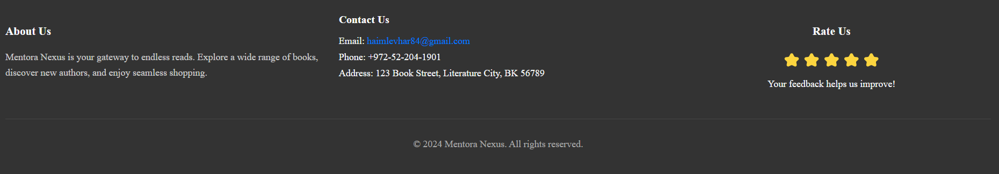 About Us
Mentora Nexus is your gateway to endless reads. Explore a wide range of books,
discover new authors, and enjoy seamless shopping.
Contact Us
Email: haimlevhar84@gmail.com
Phone: +972-52-204-1901
Address: 123 Book Street, Literature City, BK 56789
Rate Us
Your feedback helps us improve!
© 2024 Mentora Nexus. All rights reserved.